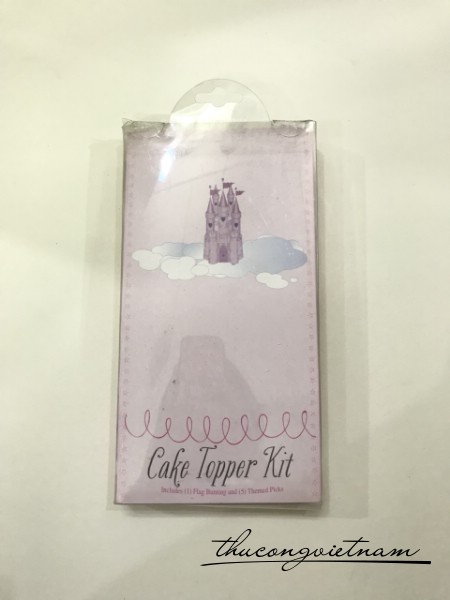 Cake Topper Kit
Includes (1) Flag Bunting and (3) Themed Picks
thucongvietnam